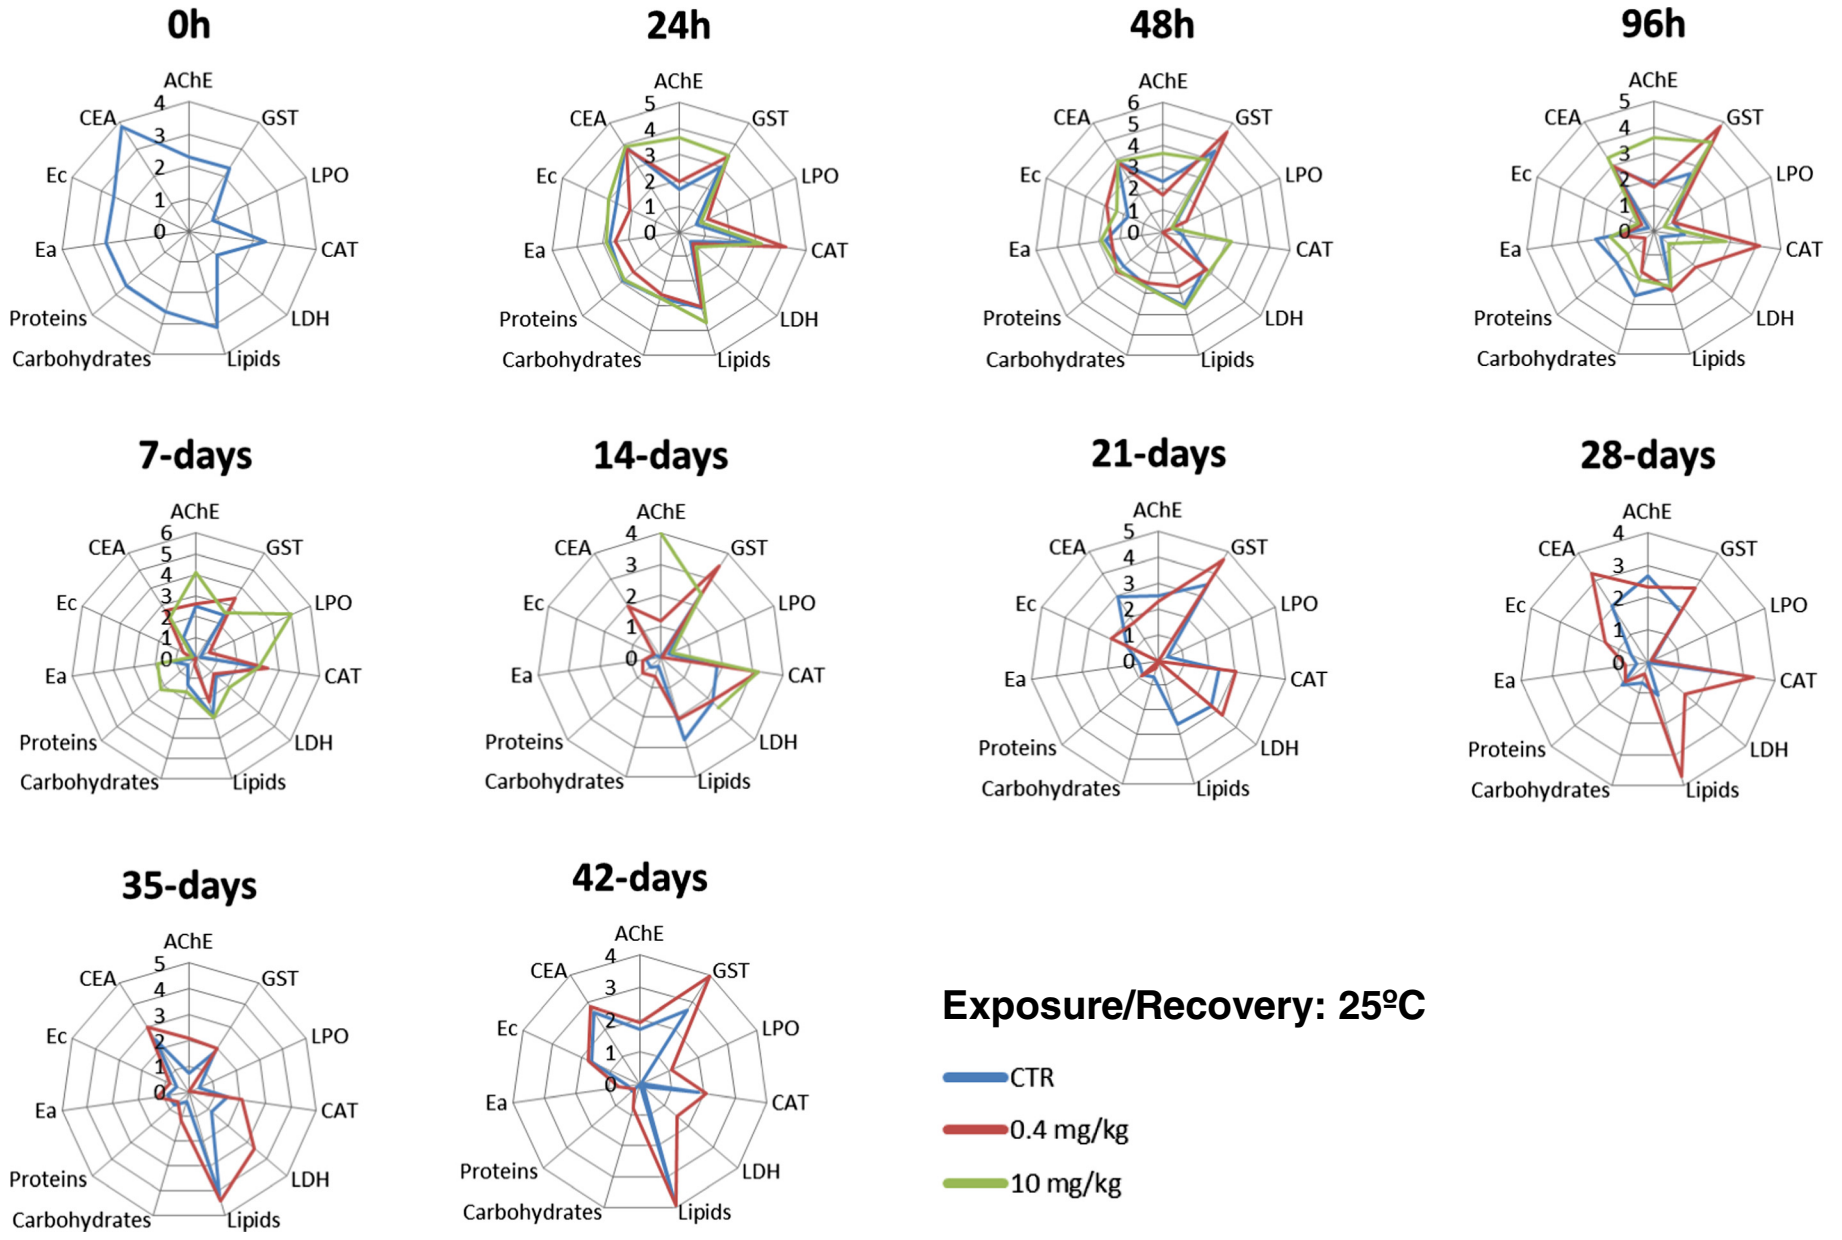 0h
24h
48h
96h
AChE
GST
LPO
CAT
LDH
Lipids
Carbohydrates
Proteins
Ea
Ec
CEA
4
3
2
1
0
AChE
GST
LPO
CAT
LDH
Lipids
Carbohydrates
Proteins
Ea
Ec
CEA
5
4
3
2
1
0
AChE
GST
LPO
CAT
LDH
Lipids
Carbohydrates
Proteins
Ea
Ec
CEA
6
5
4
3
2
1
0
AChE
GST
LPO
CAT
LDH
Lipids
Carbohydrates
Proteins
Ea
Ec
CEA
5
4
3
2
1
0
7-days
14-days
21-days
28-days
AChE
GST
LPO
CAT
LDH
Lipids
Carbohydrates
Proteins
Ea
Ec
CEA
6
5
4
3
2
1
0
AChE
GST
LPO
CAT
LDH
Lipids
Carbohydrates
Proteins
Ea
Ec
CEA
4
3
2
1
0
AChE
GST
LPO
CAT
LDH
Lipids
Carbohydrates
Proteins
Ea
Ec
CEA
5
4
3
2
1
0
AChE
GST
LPO
CAT
LDH
Lipids
Carbohydrates
Proteins
Ea
Ec
CEA
4
3
2
1
0
35-days
42-days
AChE
GST
LPO
CAT
LDH
Lipids
Carbohydrates
Proteins
Ea
Ec
CEA
5
4
3
2
1
0
AChE
GST
LPO
CAT
LDH
Lipids
Carbohydrates
Proteins
Ea
Ec
CEA
4
3
2
1
0
Exposure/Recovery: 25ºC
CTR
0.4 mg/kg
10 mg/kg